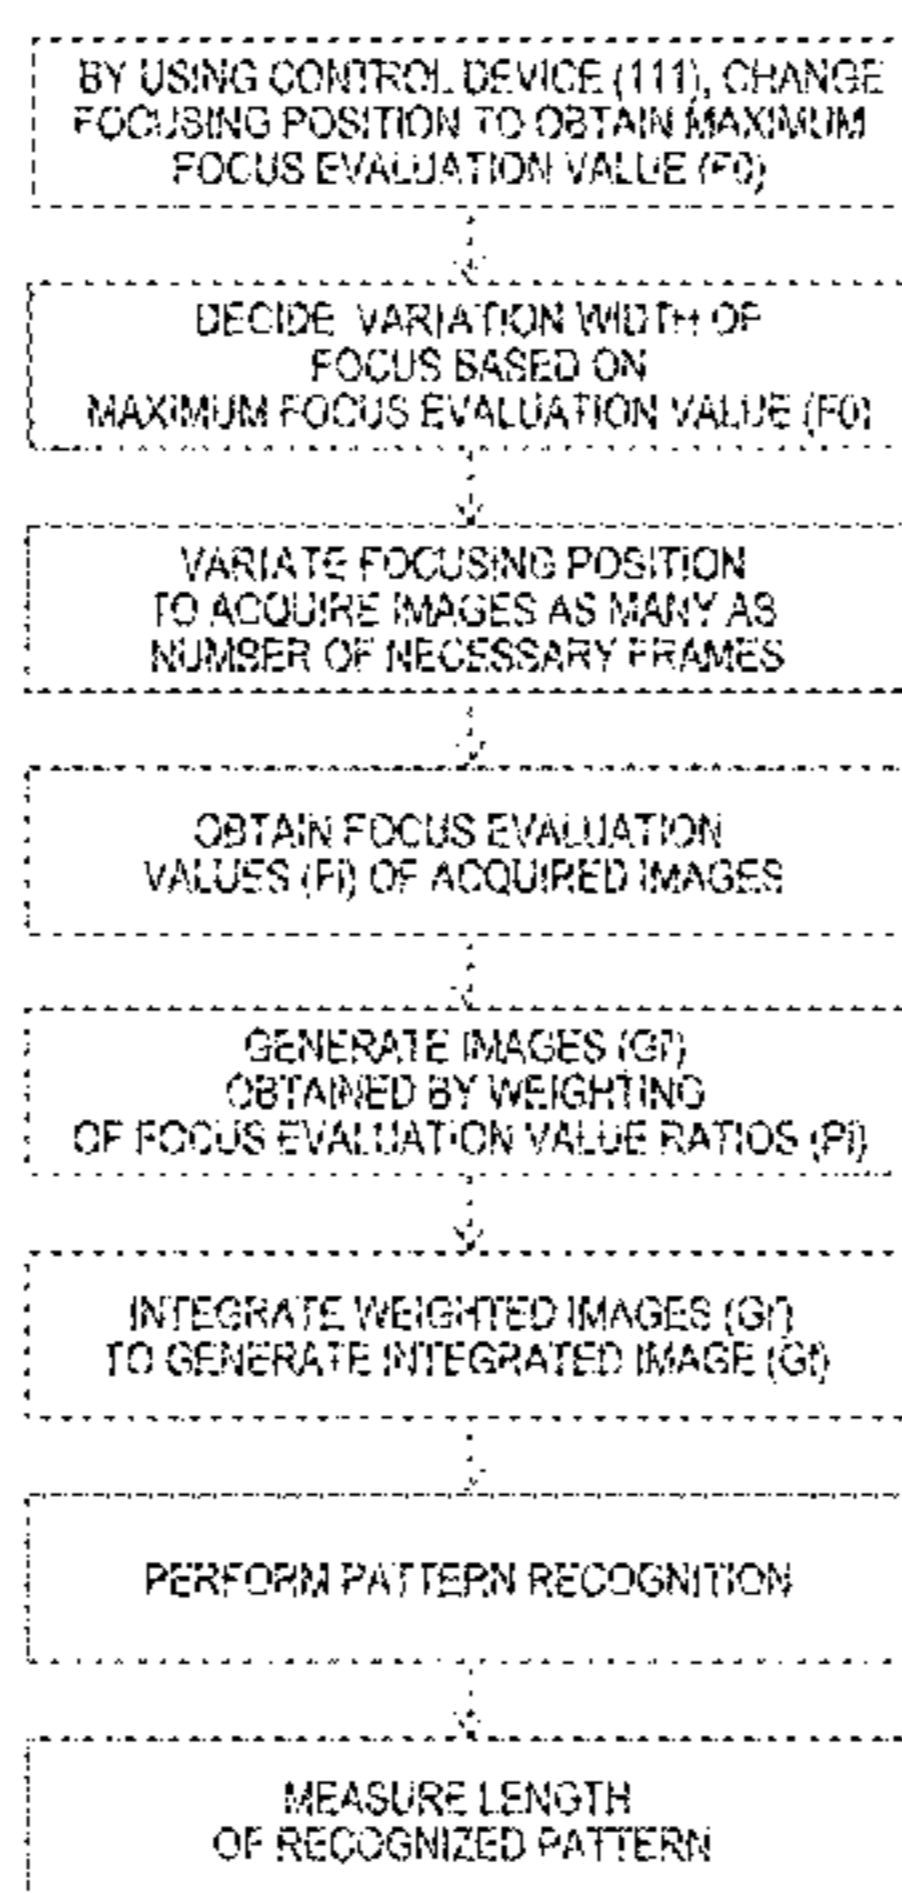 BY USING CONTROL DEVICE (111), CHANGE
FOCUSING POSITION TO OBTAIN MAXIMUM
FOCUS EVALUATION VALUE (F0)
DECIDE VARIATION WIDTH OF
FOCUS BASED ON
MAXIMUM FOCUS EVALUATION VALUE (F0)
VARIATE FOCUSING POSITION
TO ACQUIRE IMAGES AS MANY AS
NUMBER OF NECESSARY FRAMES
OBTAIN FOCUS EVALUATION
VALUES (Fi) OF ACQUIRED IMAGES
GENERATE IMAGES (Gi')
OBTAINED BY WEIGHTING
OF FOCUS EVALUATION VALUE RATIOS (Pi)
INTEGRATE WEIGHTED IMAGES (Gi')
TO GENERATE INTEGRATED IMAGE (Gf)
PERFORM PATTERN RECOGNITION
MEASURE LENGTH
OF RECOGNIZED PATTERN